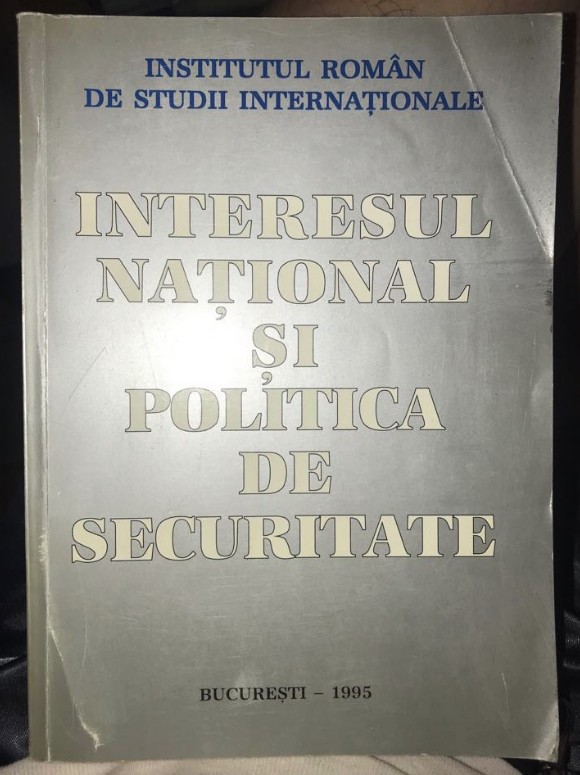 INSTITUTUL ROMÂN
DE STUDII INTERNAȚIONALE
INTERESUL
NAȚIONAL
ȘI
POLITICA
DE
SECURITATE
BUCUREȘTI – 1995